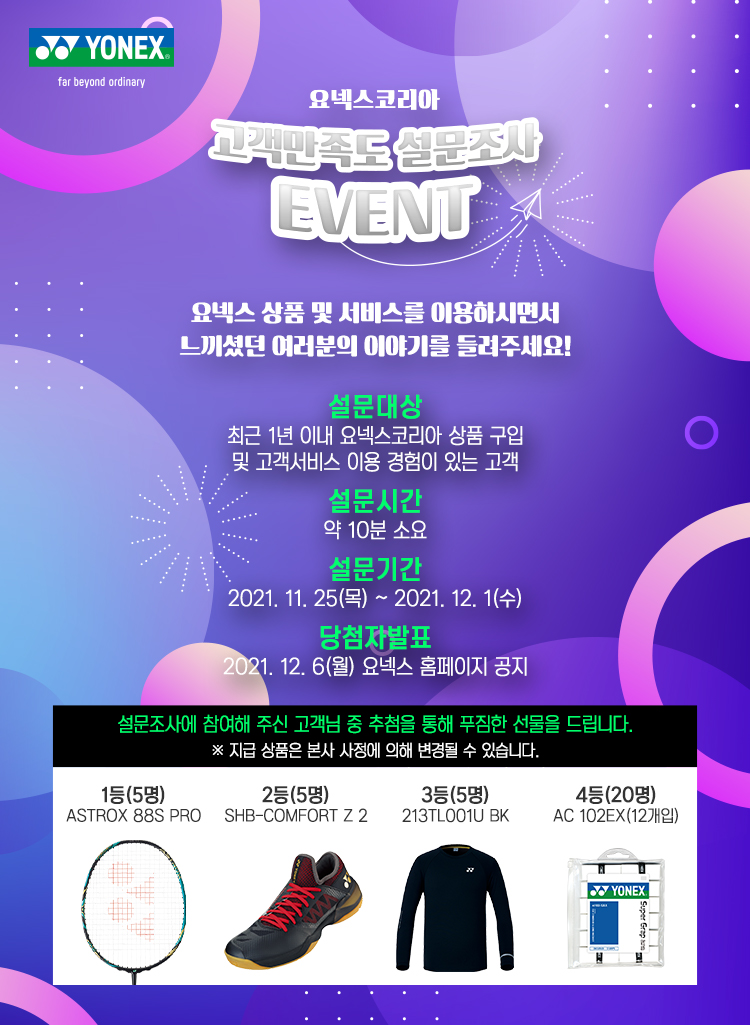 YONEX
far beyond ordinary
요넥스코리아
고객만족도 설문조사
EVENT
요넥스 상품 및 서비스를 이용하시면서
느끼셨던 여러분의 이야기를 들려주세요!
설문대상
최근 1년 이내 요넥스코리아 상품 구입
및 고객서비스 이용 경험이 있는 고객
설문시간
약 10분 소요
설문기간
2021. 11. 25(목) ~ 2021. 12. 1(수)
당첨자발표
2021. 12. 6(월) 요넥스 홈페이지 공지
설문조사에 참여해 주신 고객님 중 추첨을 통해 푸짐한 선물을 드립니다.
※ 지급 상품은 본사 사정에 의해 변경될 수 있습니다.
1등(5명)
ASTROX 88S PRO
2등(5명)
SHB-COMFORT Z 2
3등(5명)
213TL001U BK
4등(20명)
AC 102EX(12개입)
YONEX
Super Grap